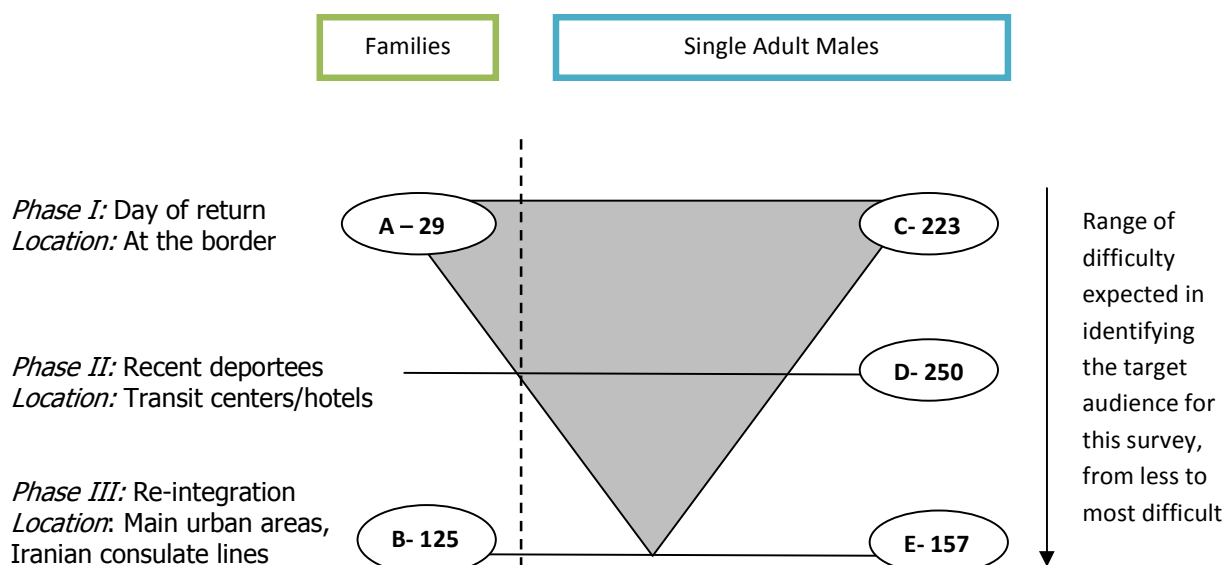 Families
Single Adult Males
Phase I: Day of return
Location: At the border
A – 29
C- 223
Phase II: Recent deportees
Location: Transit centers/hotels
D- 250
Phase III: Re-integration
Location: Main urban areas,
Iranian consulate lines
B- 125
E- 157
Range of
difficulty
expected in
identifying
the target
audience for
this survey,
from less to
most difficult